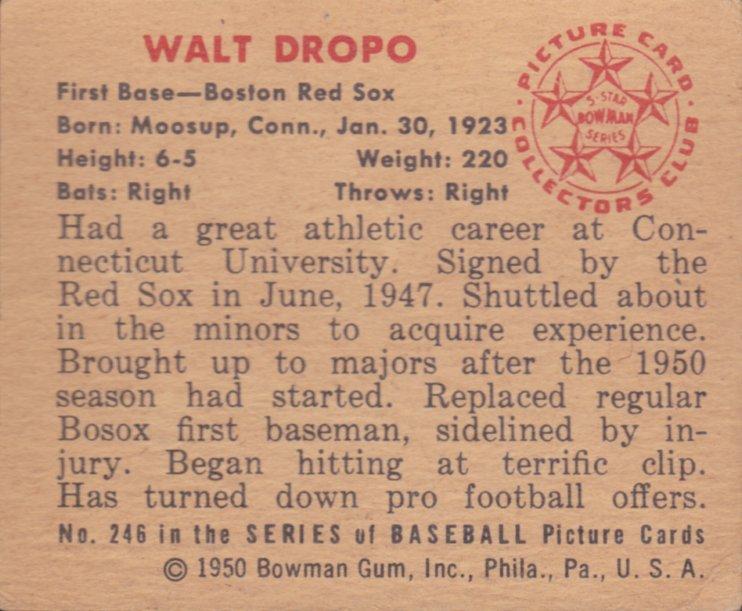 WALT DROPO
First Base—Boston Red Sox
Born: Moosup, Conn., Jan. 30, 1923
Height: 6-5 Weight: 220
Bats: Right Throws: Right
PICTURE CARD COLLECTORS CLUB
5-STAR
BOWMAN
SERIES
Had a great athletic career at Con-
necticut University. Signed by the
Red Sox in June, 1947. Shuttled about
in the minors to acquire experience.
Brought up to majors after the 1950
season had started. Replaced regular
Bosox first baseman, sidelined by in-
jury. Began hitting at terrific clip.
Has turned down pro football offers.
No. 246 in the SERIES of BASEBALL Picture Cards
© 1950 Bowman Gum, Inc., Phila., Pa., U. S. A.